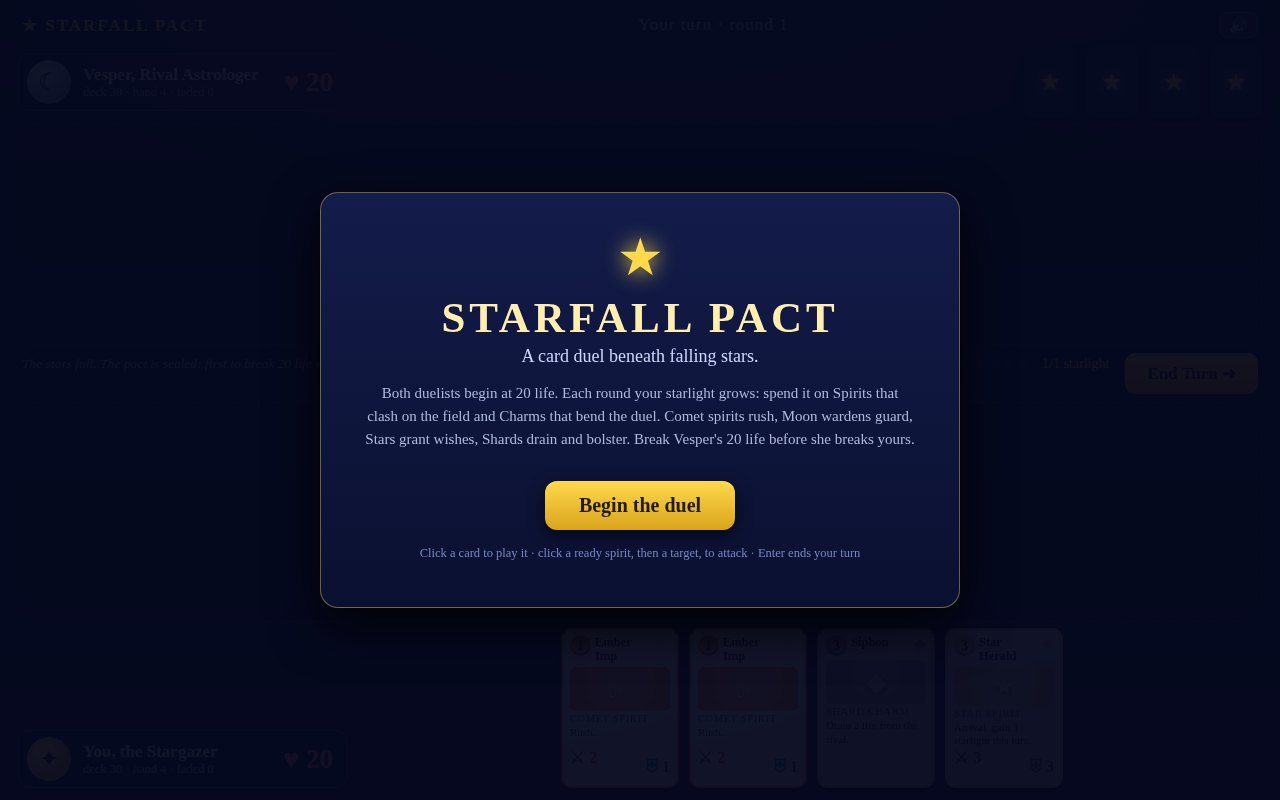 ★ STARFALL PACT
Your turn · round 1
Vesper, Rival Astrologer
deck 30 · hand 4 · faded 0
♥ 20
STARFALL PACT
A card duel beneath falling stars.
Both duelists begin at 20 life. Each round your starlight grows: spend it on Spirits that
clash on the field and Charms that bend the duel. Comet spirits rush, Moon wardens guard,
Stars grant wishes, Shards drain and bolster. Break Vesper's 20 life before she breaks yours.
Begin the duel
Click a card to play it · click a ready spirit, then a target, to attack · Enter ends your turn
The stars fall. The pact is sealed: first to break 20 life
1/1 starlight
End Turn ➔
1 Ember
Imp
COMET SPIRIT
Rush.
2
1
1 Ember
Imp
COMET SPIRIT
Rush.
2
1
3 Siphon
SHARD CHARM
Drain 2 life from the
rival.
3 Star
Herald
STAR SPIRIT
Arrival: gain 1
starlight this turn.
3
3
You, the Stargazer
deck 30 · hand 4 · faded 0
♥ 20